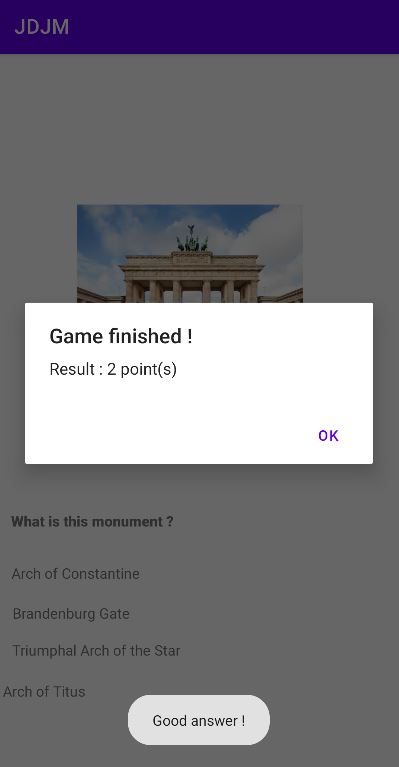 JDJM
Game finished !
Result : 2 point(s)
OK
What is this monument ?
Arch of Constantine
Brandenburg Gate
Triumphal Arch of the Star
Arch of Titus
Good answer !